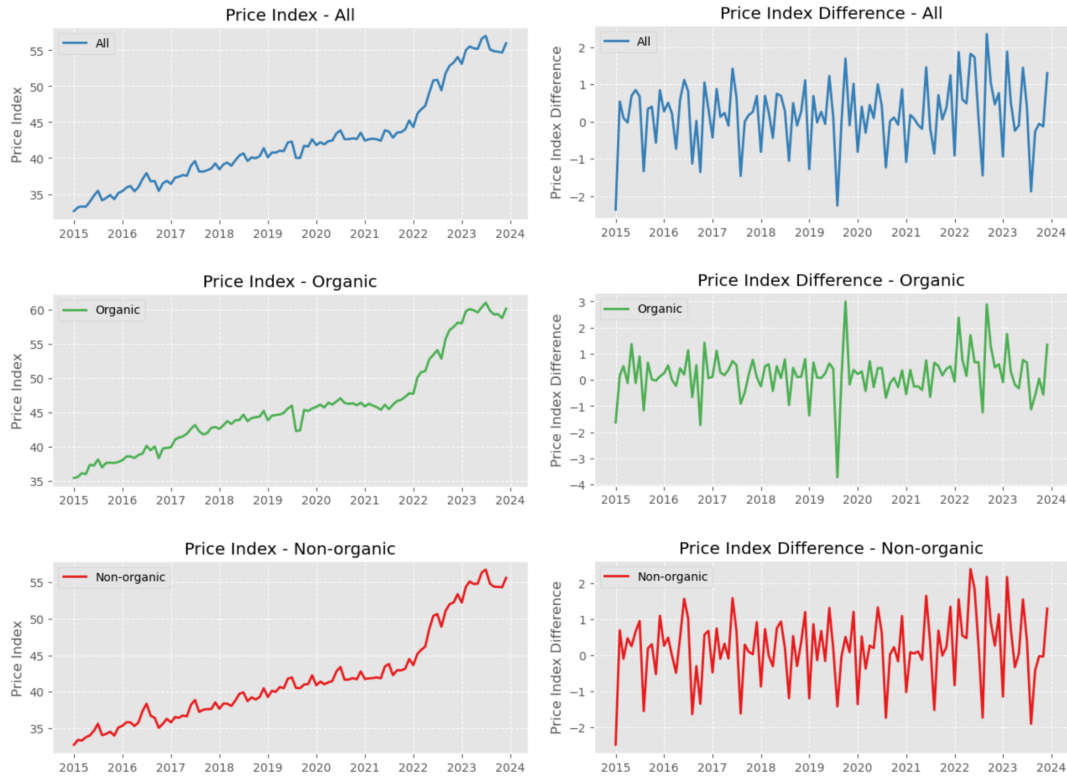 Price Index - All
Price Index
All
55
50
45
40
35
2015 2016 2017 2018 2019 2020 2021 2022 2023 2024
Price Index Difference - All
Price Index Difference
All
2
1
0
−1
−2
2015 2016 2017 2018 2019 2020 2021 2022 2023 2024
Price Index - Organic
Price Index
Organic
60
55
50
45
40
35
2015 2016 2017 2018 2019 2020 2021 2022 2023 2024
Price Index Difference - Organic
Price Index Difference
Organic
3
2
1
0
−1
−2
−3
−4
2015 2016 2017 2018 2019 2020 2021 2022 2023 2024
Price Index - Non-organic
Price Index
Non-organic
55
50
45
40
35
2015 2016 2017 2018 2019 2020 2021 2022 2023 2024
Price Index Difference - Non-organic
Price Index Difference
Non-organic
2
1
0
−1
−2
2015 2016 2017 2018 2019 2020 2021 2022 2023 2024